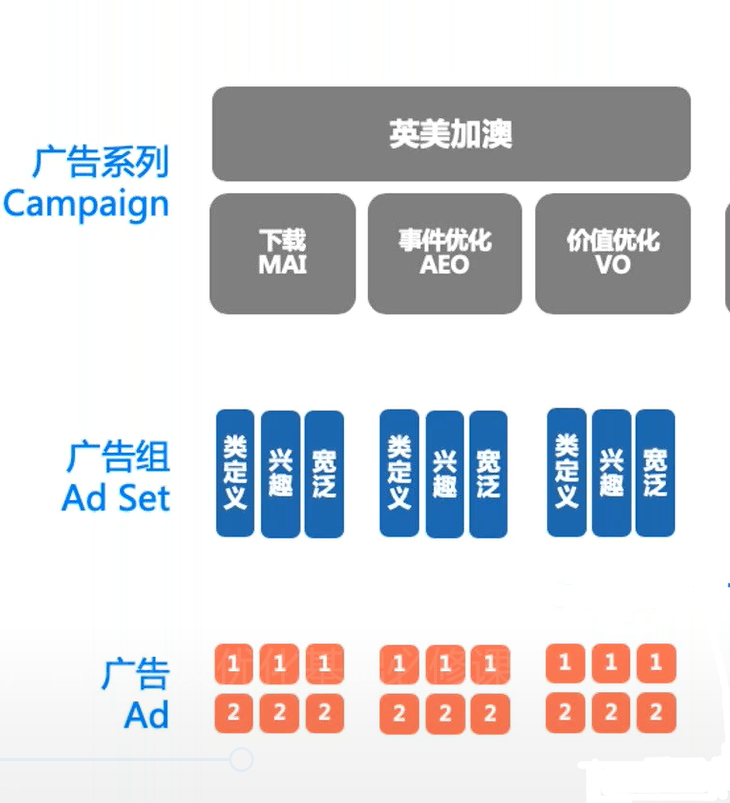 英美加澳
广告系列
Campaign
下载
MAI
事件优化
AEO
价值优化
VO
广告组
Ad Set
类定义
兴趣
宽泛
类定义
兴趣
宽泛
类定义
兴趣
宽泛
广告
Ad
1 1 1 1 1 1 1 1 1
2 2 2 2 2 2 2 2 2